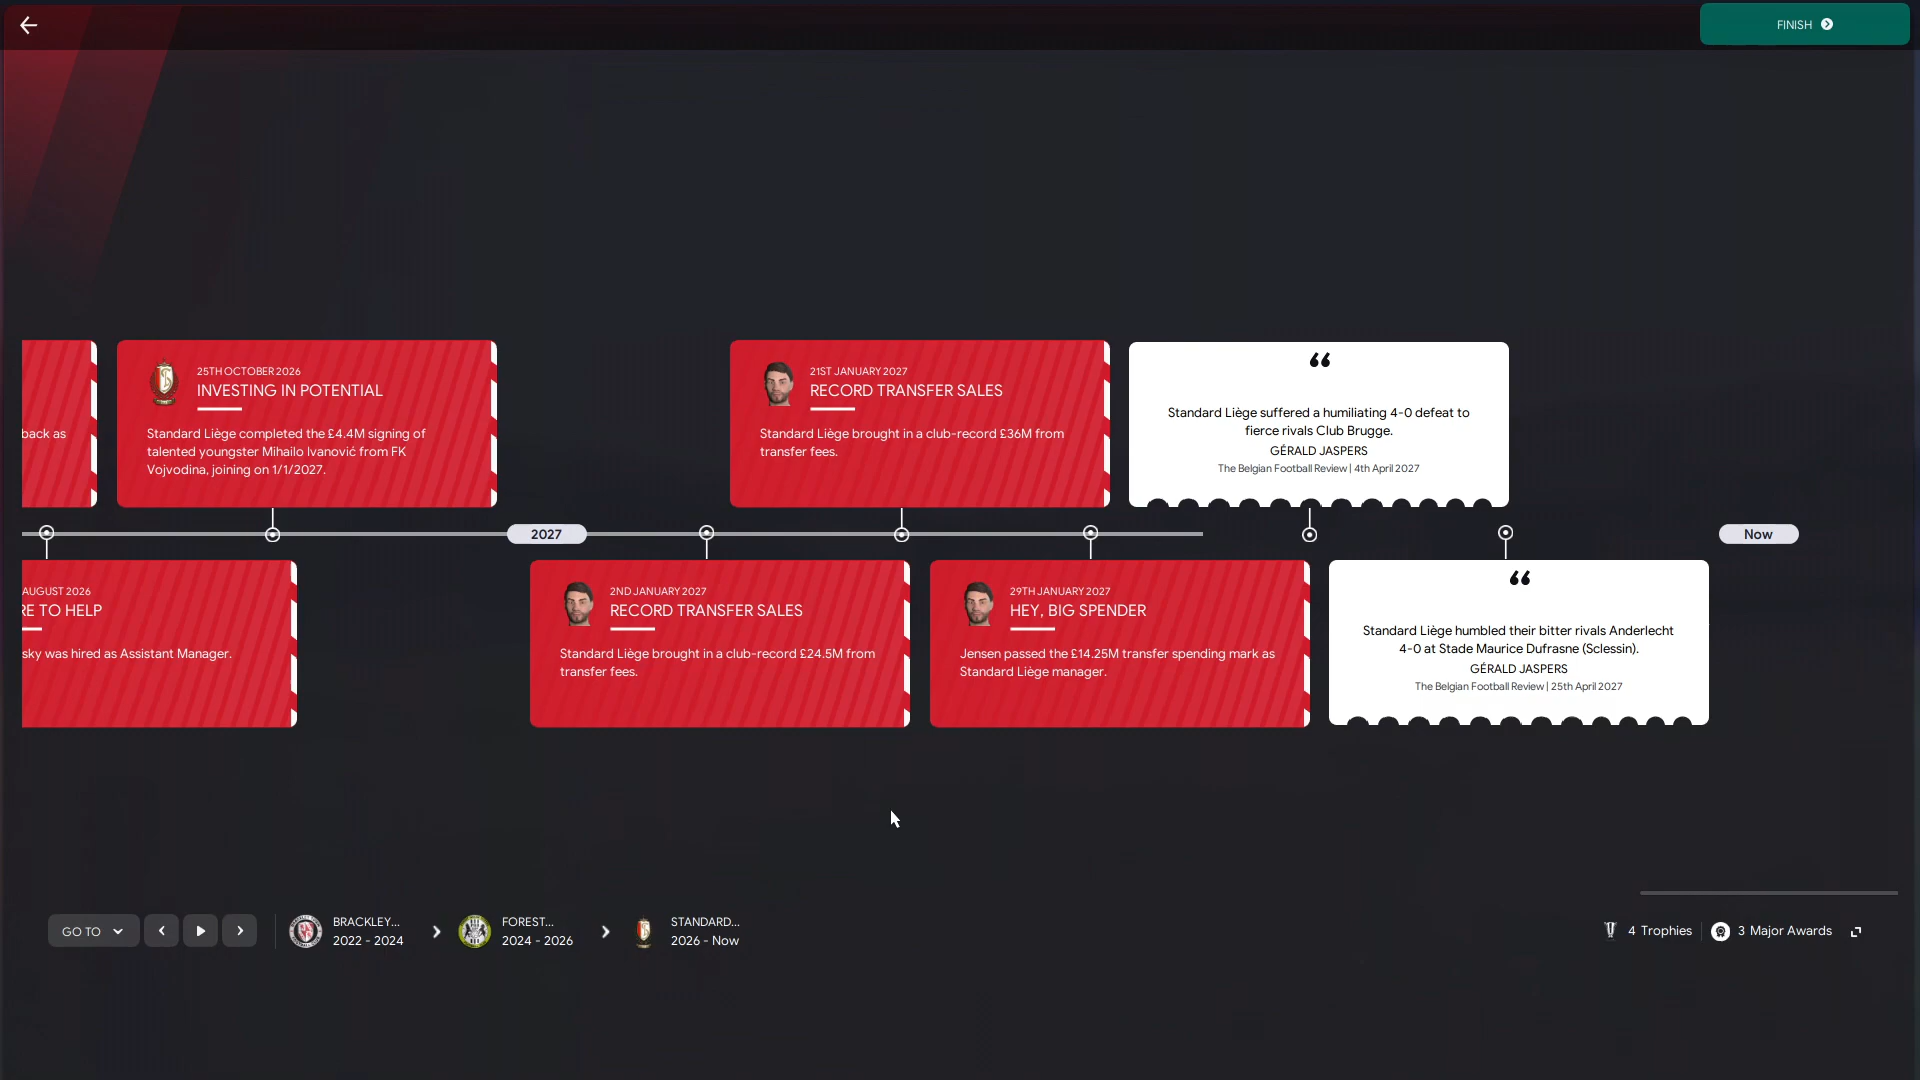 FINISH
back as
25TH OCTOBER 2026
INVESTING IN POTENTIAL
Standard Liège completed the £4.4M signing of
talented youngster Mihailo Ivanović from FK
Vojvodina, joining on 1/1/2027.
21ST JANUARY 2027
RECORD TRANSFER SALES
Standard Liège brought in a club-record £36M from
transfer fees.
“
Standard Liège suffered a humiliating 4-0 defeat to
fierce rivals Club Brugge.
GÉRALD JASPERS
The Belgian Football Review | 4th April 2027
2027
Now
AUGUST 2026
RE TO HELP
sky was hired as Assistant Manager.
2ND JANUARY 2027
RECORD TRANSFER SALES
Standard Liège brought in a club-record £24.5M from
transfer fees.
29TH JANUARY 2027
HEY, BIG SPENDER
Jensen passed the £14.25M transfer spending mark as
Standard Liège manager.
“
Standard Liège humbled their bitter rivals Anderlecht
4-0 at Stade Maurice Dufrasne (Sclessin).
GÉRALD JASPERS
The Belgian Football Review | 25th April 2027
GO TO
BRACKLEY...
2022 - 2024
FOREST...
2024 - 2026
STANDARD...
2026 - Now
4 Trophies
3 Major Awards